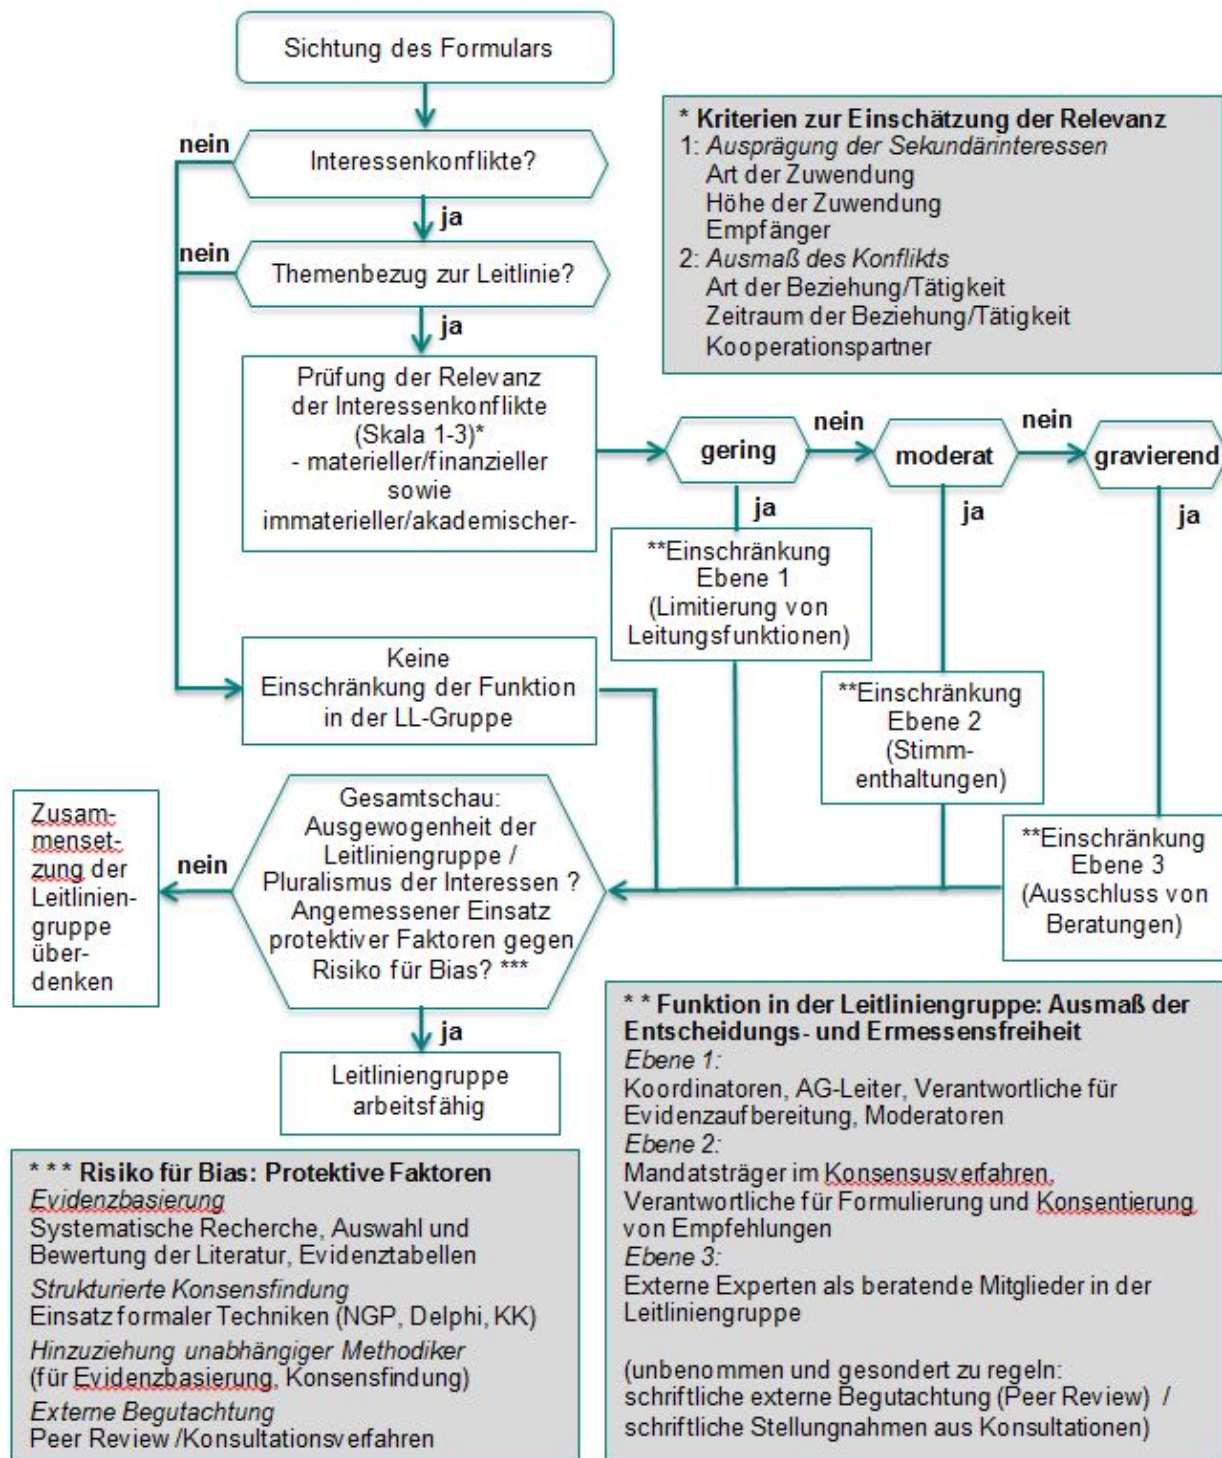 Sichtung des Formulars
nein
Interessenkonflikte?
ja
nein
Themenbezug zur Leitlinie?
ja
* Kriterien zur Einschätzung der Relevanz
1: Ausprägung der Sekundärinteressen
Art der Zuwendung
Höhe der Zuwendung
Empfänger
2: Ausmaß des Konflikts
Art der Beziehung/Tätigkeit
Zeitraum der Beziehung/Tätigkeit
Kooperationspartner
Prüfung der Relevanz
der Interessenkonflikte
(Skala 1-3)*
- materieller/finanzieller
sowie
immaterieller/akademischer-
gering
nein
moderat
nein
gravierend
ja
ja
ja
**Einschränkung
Ebene 1
(Limitierung von
Leitungsfunktionen)
**Einschränkung
Ebene 2
(Stimm-
enthaltungen)
**Einschränkung
Ebene 3
(Ausschluss von
Beratungen)
Keine
Einschränkung der Funktion
in der LL-Gruppe
Gesamtschau:
Ausgewogenheit der
Leitliniengruppe /
Pluralismus der Interessen ?
Angemessener Einsatz
protektiver Faktoren gegen
Risiko für Bias? ***
nein
Zusam-
menset-
zung der
Leitlinien-
gruppe
über-
denken
ja
Leitliniengruppe
arbeitsfähig
* * * Risiko für Bias: Protektive Faktoren
Evidenzbasierung
Systematische Recherche, Auswahl und
Bewertung der Literatur, Evidenztabellen
Strukturierte Konsensfindung
Einsatz formaler Techniken (NGP, Delphi, KK)
Hinzuziehung unabhängiger Methodiker
(für Evidenzbasierung, Konsensfindung)
Externe Begutachtung
Peer Review /Konsultationsverfahren
* * Funktion in der Leitliniengruppe: Ausmaß der
Entscheidungs- und Ermessensfreiheit
Ebene 1:
Koordinatoren, AG-Leiter, Verantwortliche für
Evidenzaufbereitung, Moderatoren
Ebene 2:
Mandatsträger im Konsensusverfahren,
Verantwortliche für Formulierung und Konsentierung
von Empfehlungen
Ebene 3:
Externe Experten als beratende Mitglieder in der
Leitliniengruppe
(unbenommen und gesondert zu regeln:
schriftliche externe Begutachtung (Peer Review) /
schriftliche Stellungnahmen aus Konsultationen)